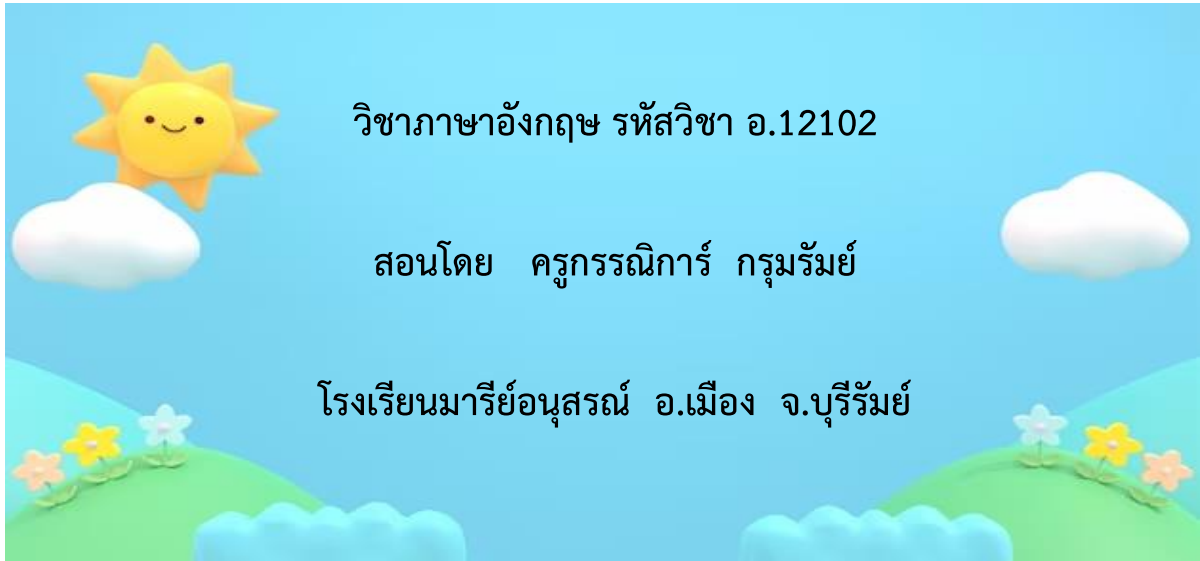 วิชาภาษาอังกฤษ รหัสวิชา อ.12102
สอนโดย ครูกรรณิการ์ กรุมรัมย์
โรงเรียนมารีย์อนุสรณ์ อ.เมือง จ.บุรีรัมย์